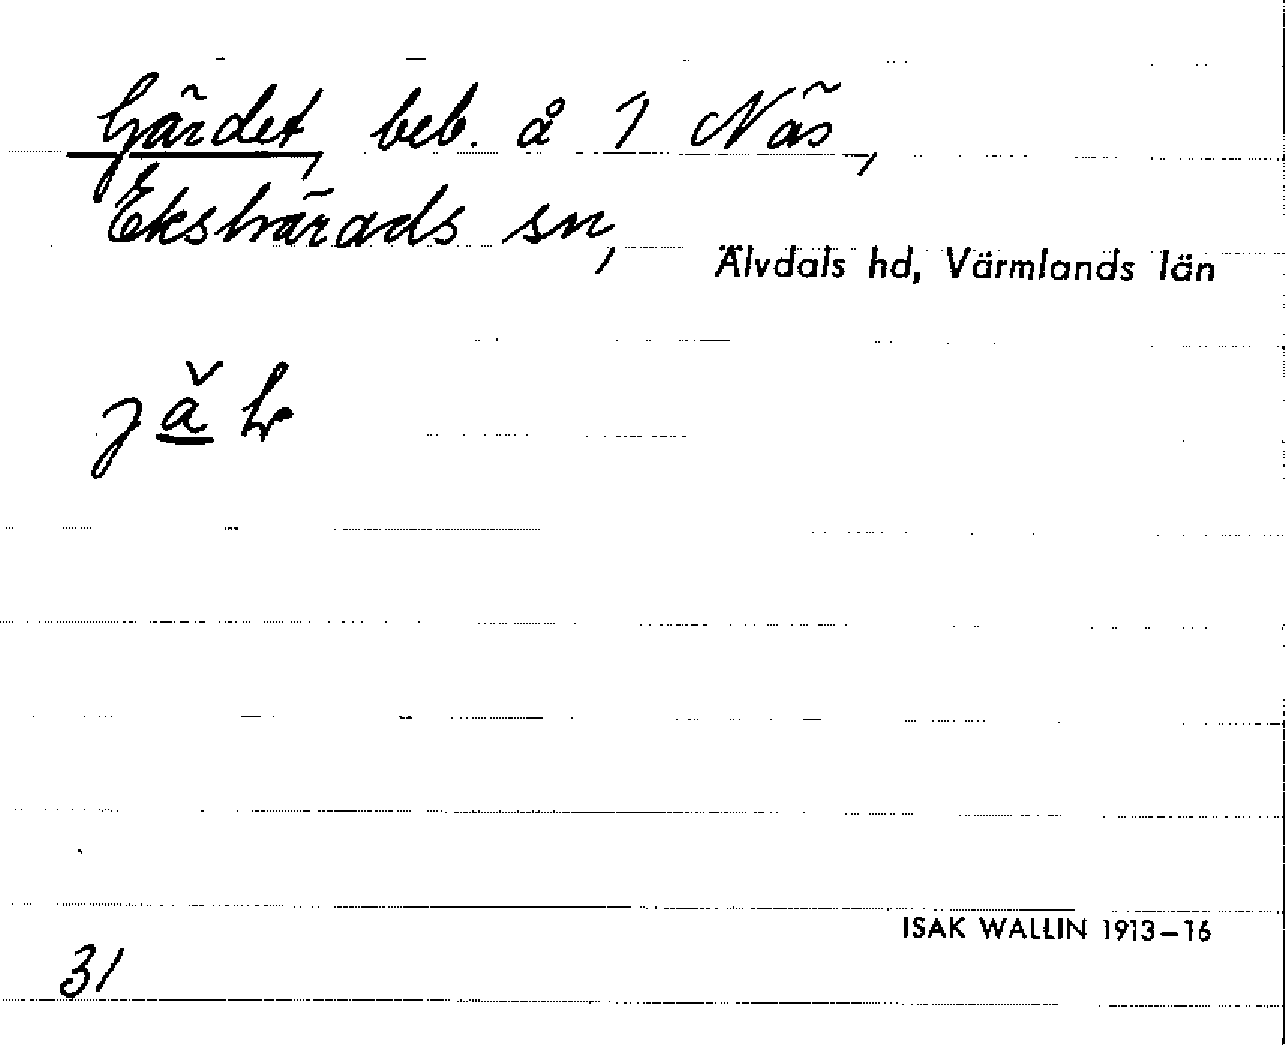 Gärdet, beb. å 1 Näs,
Ekshärads sn, Älvdals hd, Värmlands län
ISAK WALLIN 1913–16
31